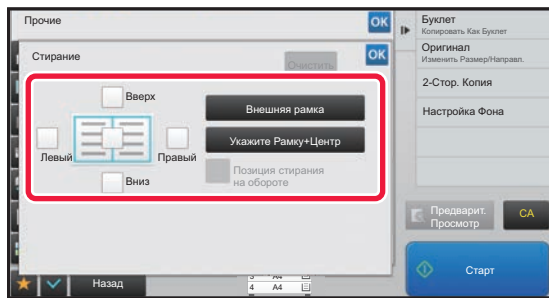 Прочие
OK
Стирание
Очистить
OK
Вверх
Левый
Правый
Вниз
Внешняя рамка
Укажите Рамку+Центр
Позиция стирания
на обороте
Назад
3 A4
4 A4
Буклет
Копировать Как Буклет
Оригинал
Изменить Размер/Направл.
2-Стор. Копия
Настройка Фона
Предварит.
Просмотр
CA
Старт